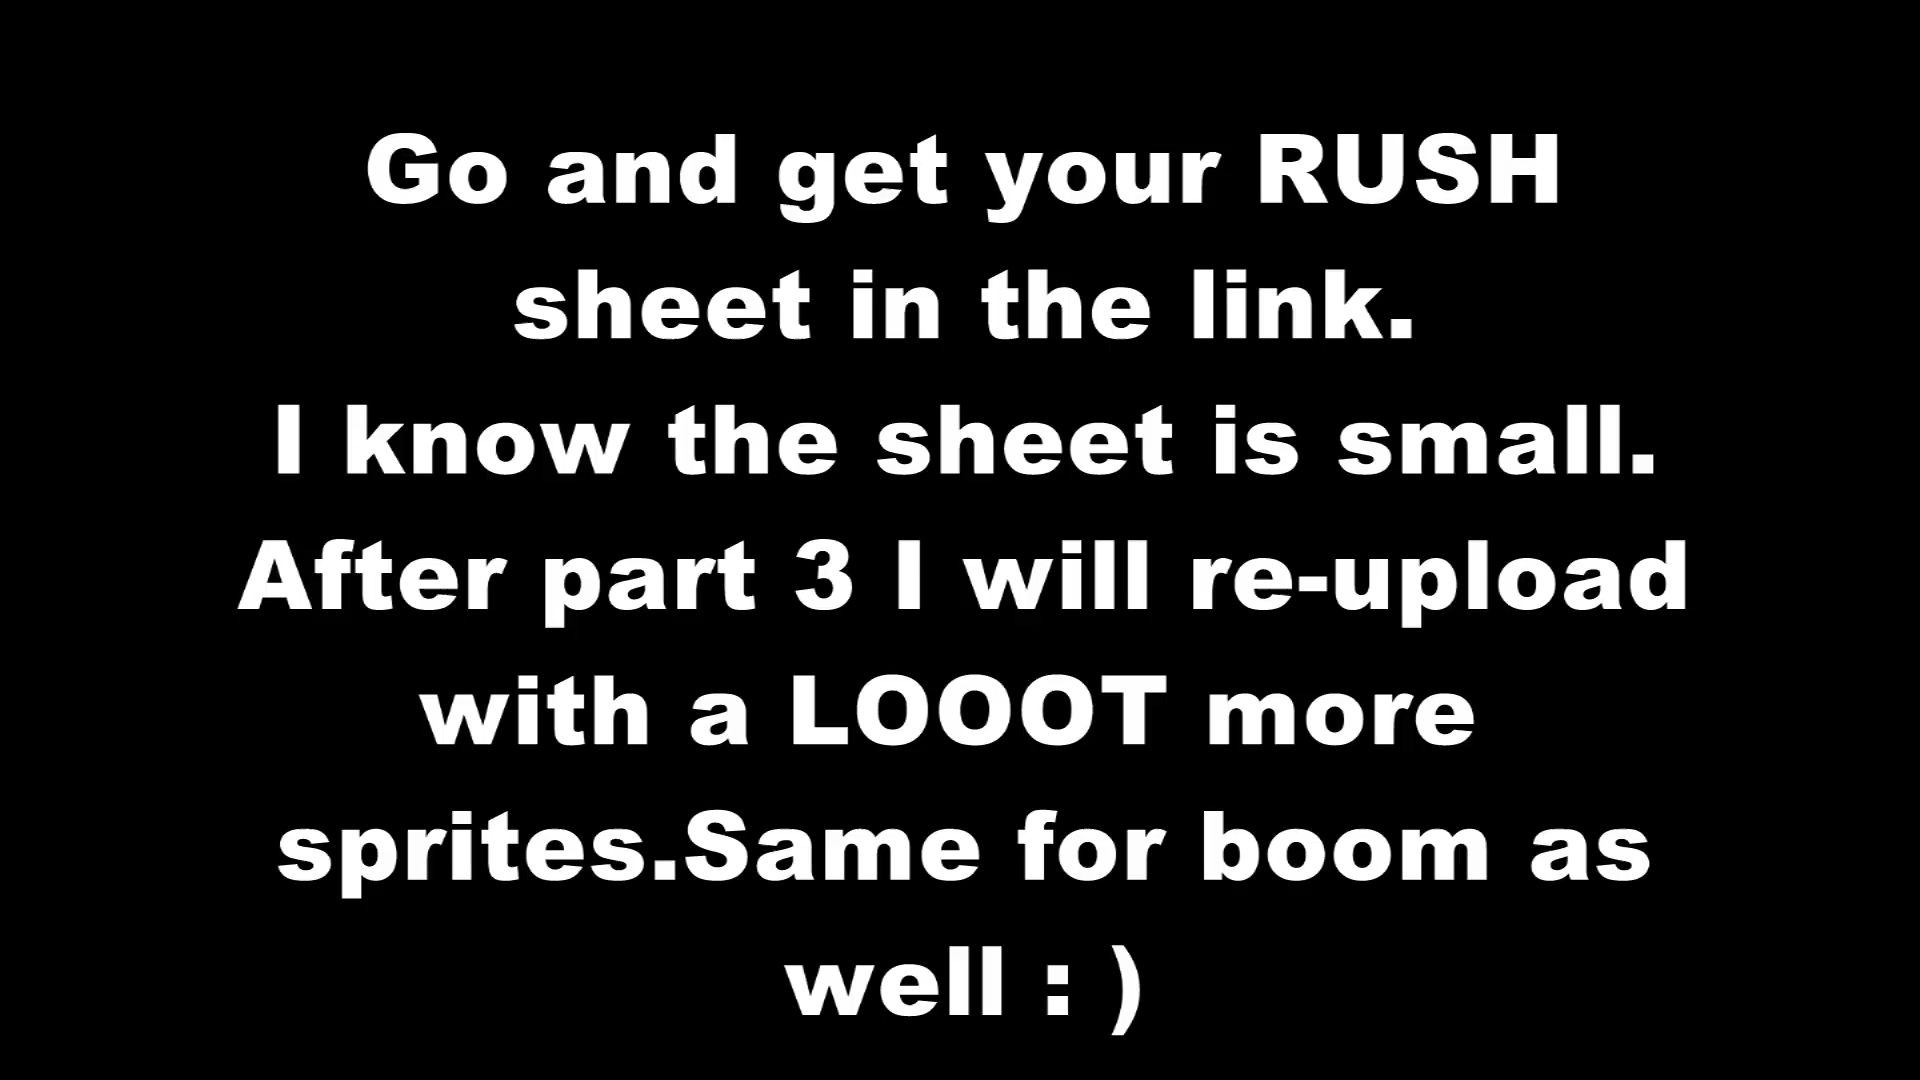 Go and get your RUSH
sheet in the link.
I know the sheet is small.
After part 3 I will re-upload
with a LOOOT more
sprites.Same for boom as
well : )